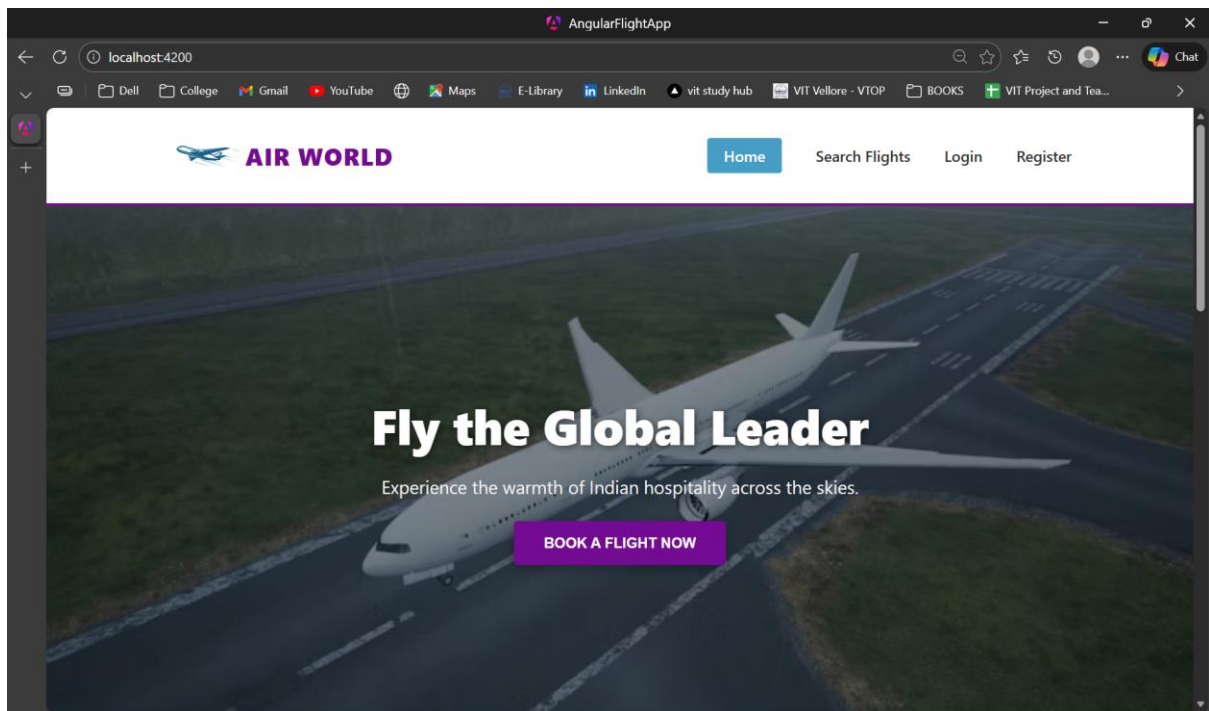 AngularFlightApp
localhost:4200
Chat
Dell College Gmail YouTube Maps E-Library LinkedIn vit study hub VIT Vellore - VTOP BOOKS VIT Project and Tea...
AIR WORLD Home Search Flights Login Register
Fly the Global Leader
Experience the warmth of Indian hospitality across the skies.
BOOK A FLIGHT NOW